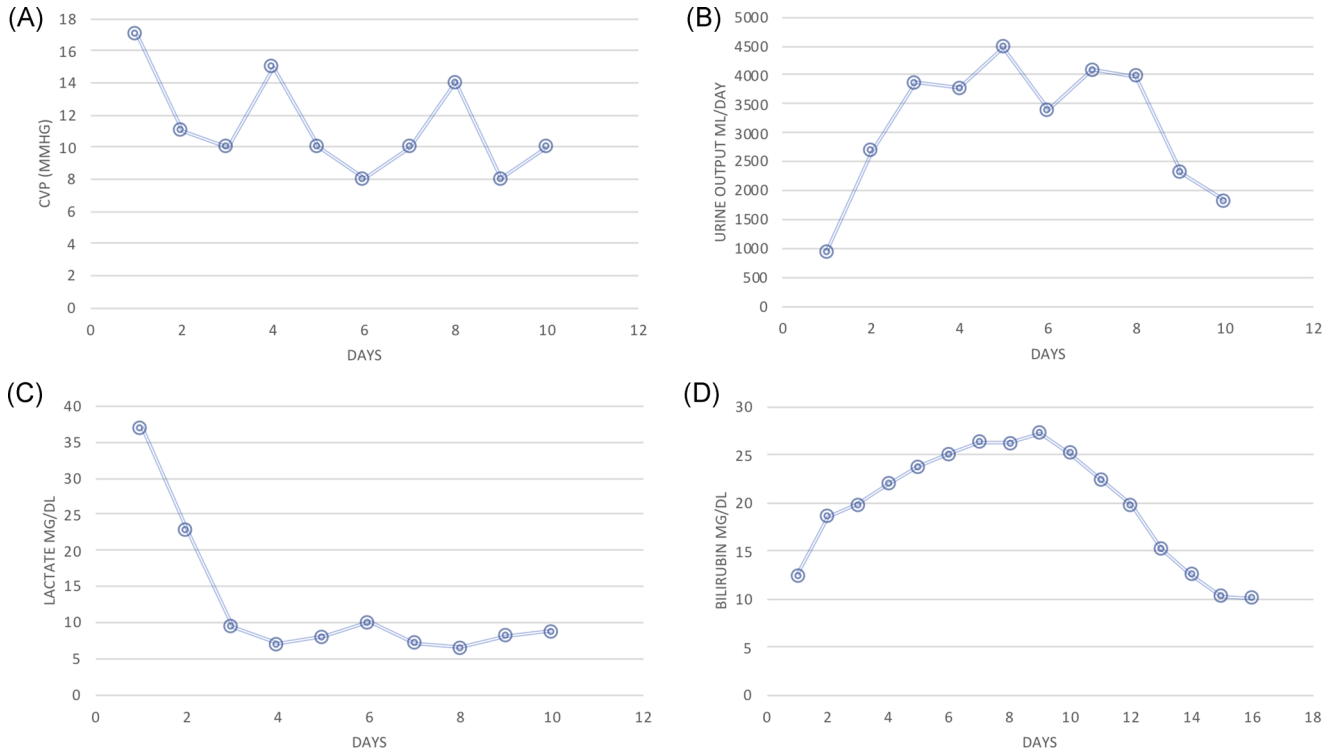 (A)
18
16
14
12
10
8
6
4
2
0
CVP (MMHG)
0 2 4 6 8 10 12
DAYS
(B)
5000
4500
4000
3500
3000
2500
2000
1500
1000
500
0
URINE OUTPUT ML/DAY
0 2 4 6 8 10 12
DAYS
(C)
40
35
30
25
20
15
10
5
0
LACTATE MG/DL
0 2 4 6 8 10 12
DAYS
(D)
30
25
20
15
10
5
0
BILIRUBIN MG/DL
0 2 4 6 8 10 12 14 16 18
DAYS